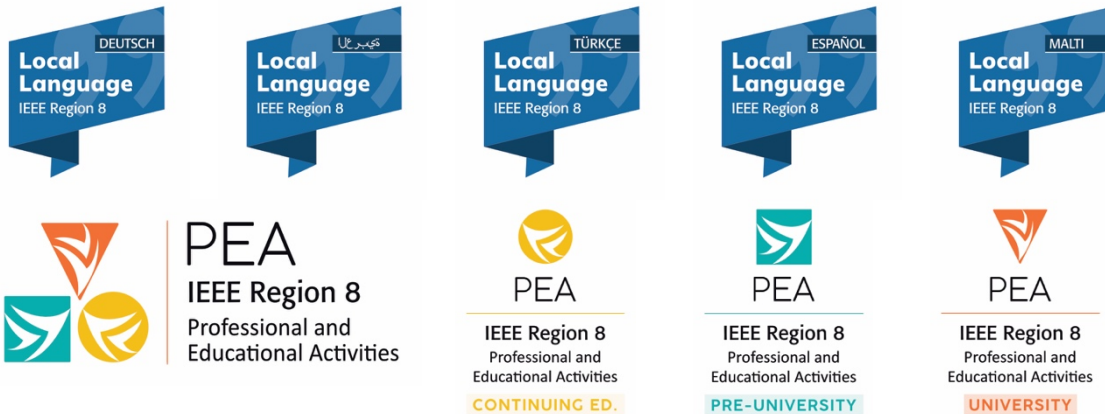 DEUTSCH
Local
Language
IEEE Region 8
ةيبرعلا
Local
Language
IEEE Region 8
TÜRKÇE
Local
Language
IEEE Region 8
ESPAÑOL
Local
Language
IEEE Region 8
MALTI
Local
Language
IEEE Region 8
PEA
IEEE Region 8
Professional and
Educational Activities
PEA
IEEE Region 8
Professional and
Educational Activities
CONTINUING ED.
PEA
IEEE Region 8
Professional and
Educational Activities
PRE-UNIVERSITY
PEA
IEEE Region 8
Professional and
Educational Activities
UNIVERSITY